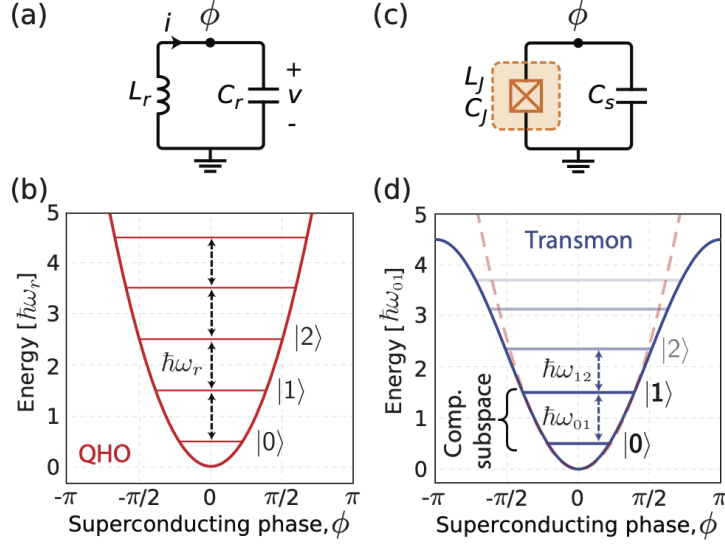 (a)
i
ϕ
L_r
C_r
+
v
-
(c)
ϕ
L_J
C_J
C_s
(b)
Energy [ħω_r]
5
4
3
2
1
0
ħω_r
|2⟩
|1⟩
|0⟩
QHO
-π
-π/2
0
π/2
π
Superconducting phase, ϕ
(d)
Energy [ħω_01]
5
4
3
2
1
0
Transmon
|2⟩
ħω_12
|1⟩
Comp.
subspace
ħω_01
|0⟩
-π
-π/2
0
π/2
π
Superconducting phase, ϕ